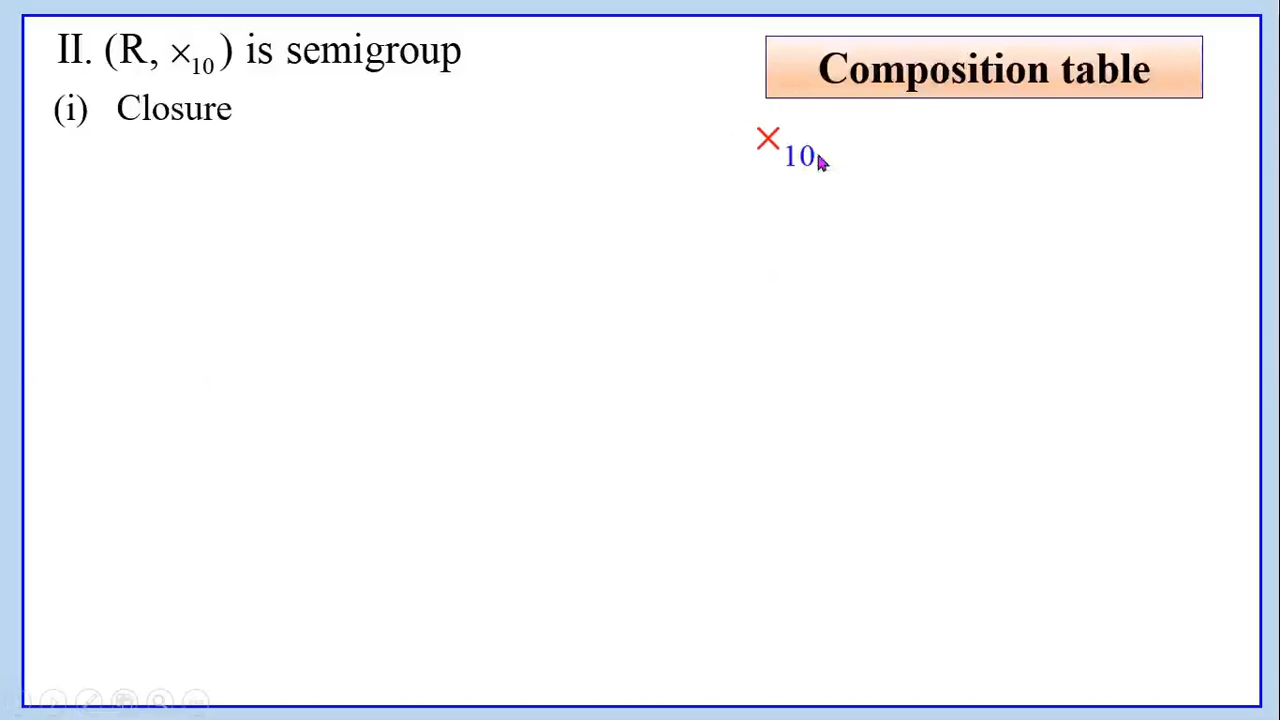 II. (R, ×₁₀) is semigroup
Composition table
(i) Closure
×₁₀